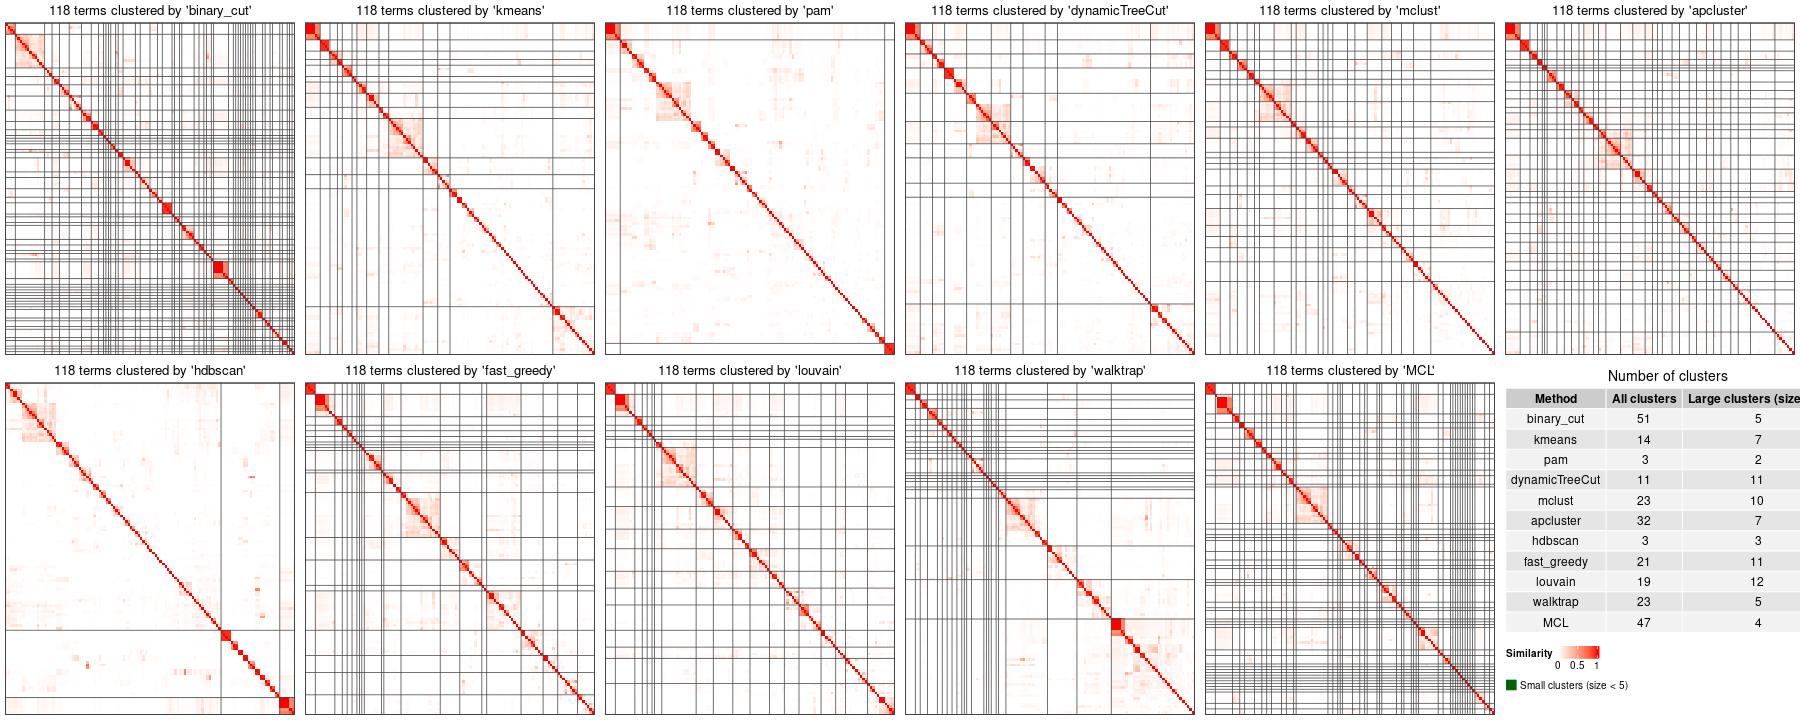 118 terms clustered by 'binary_cut'
118 terms clustered by 'kmeans'
118 terms clustered by 'pam'
118 terms clustered by 'dynamicTreeCut'
118 terms clustered by 'mclust'
118 terms clustered by 'apcluster'
118 terms clustered by 'hdbscan'
118 terms clustered by 'fast_greedy'
118 terms clustered by 'louvain'
118 terms clustered by 'walktrap'
118 terms clustered by 'MCL'
Number of clusters
Method All clusters Large clusters (size
binary_cut 51 5
kmeans 14 7
pam 3 2
dynamicTreeCut 11 11
mclust 23 10
apcluster 32 7
hdbscan 3 3
fast_greedy 21 11
louvain 19 12
walktrap 23 5
MCL 47 4
Similarity
0 0.5 1
Small clusters (size < 5)